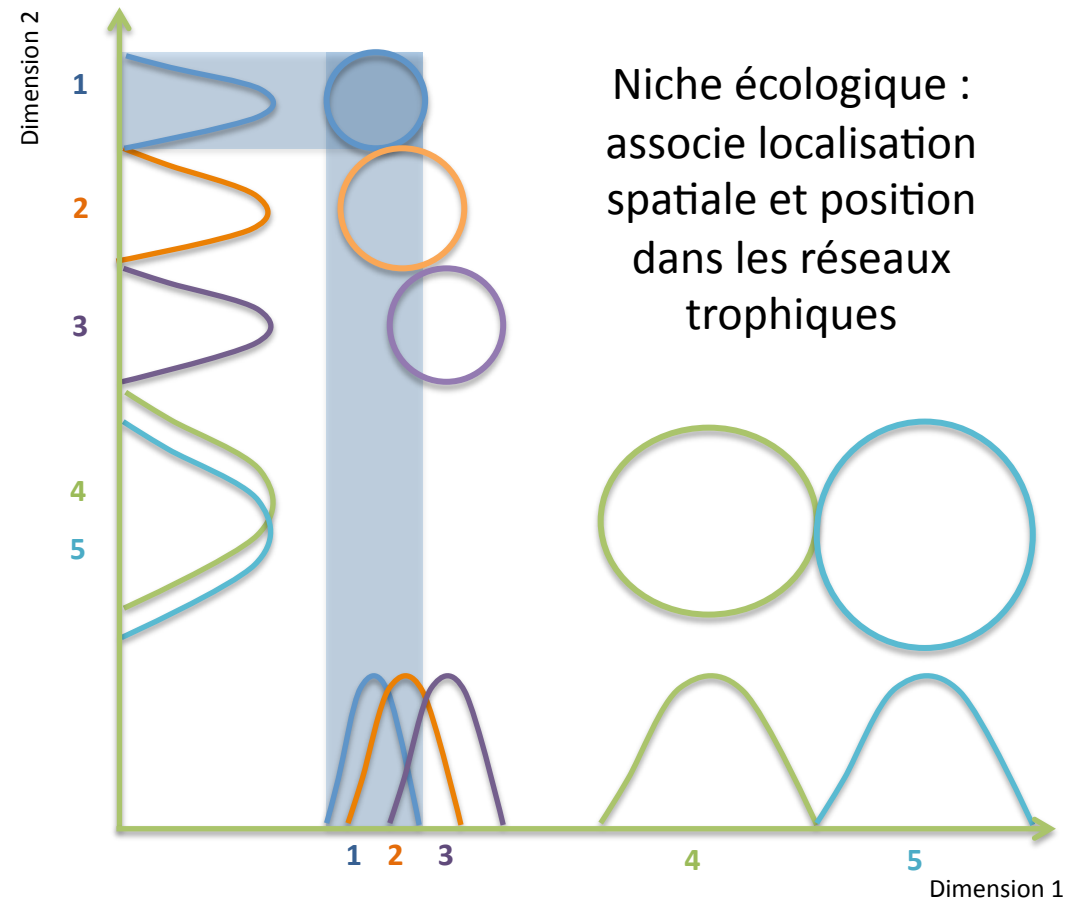 Dimension 2
1
2
3
4
5
Niche écologique :
associe localisation
spatiale et position
dans les réseaux
trophiques
1 2 3 4 5
Dimension 1